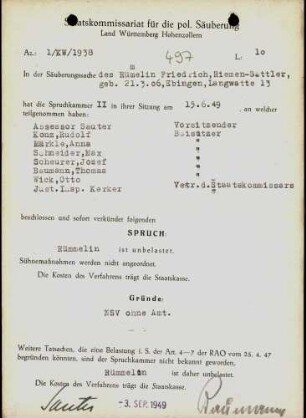 Staatskommissariat für die pol. Säuberung
Land Württemberg Hohenzollern
Az.: 1/XW/1938 497 L: 10
m
In der Säuberungssache des Rümelin Friedrich, Riemen-Sattler,
geb. 21.3.06, Ebingen, Langwatte 13
hat die Spruchkammer II in ihrer Sitzung am 15.6.49 , an welcher
teilgenommen haben:
Assessor Sauter Vorsitzender
Konz, Rudolf Beisitzer
Märkle, Anna "
Schneider, Max "
Scheurer, Josef "
Baumann, Thomas "
Wick, Otto "
Just.Insp. Kerker Vertr.d.Staatskommissars
beschlossen und sofort verkündet folgenden
SPRUCH:
Rümmelin ist unbelastet.
Sühnemaßnahmen werden nicht angeordnet.
Die Kosten des Verfahrens trägt die Staatskasse.
Gründe:
NSV ohne Amt.
Weitere Tatsachen, die eine Belastung i. S. der Art. 4—7 der RAO vom 25. 4. 47
begründen könnten, sind der Spruchkammer nicht bekannt geworden.
Rümmelin ist daher unbelastet.
Die Kosten des Verfahrens trägt die Staatskasse.
Sauter -3. SEP. 1949